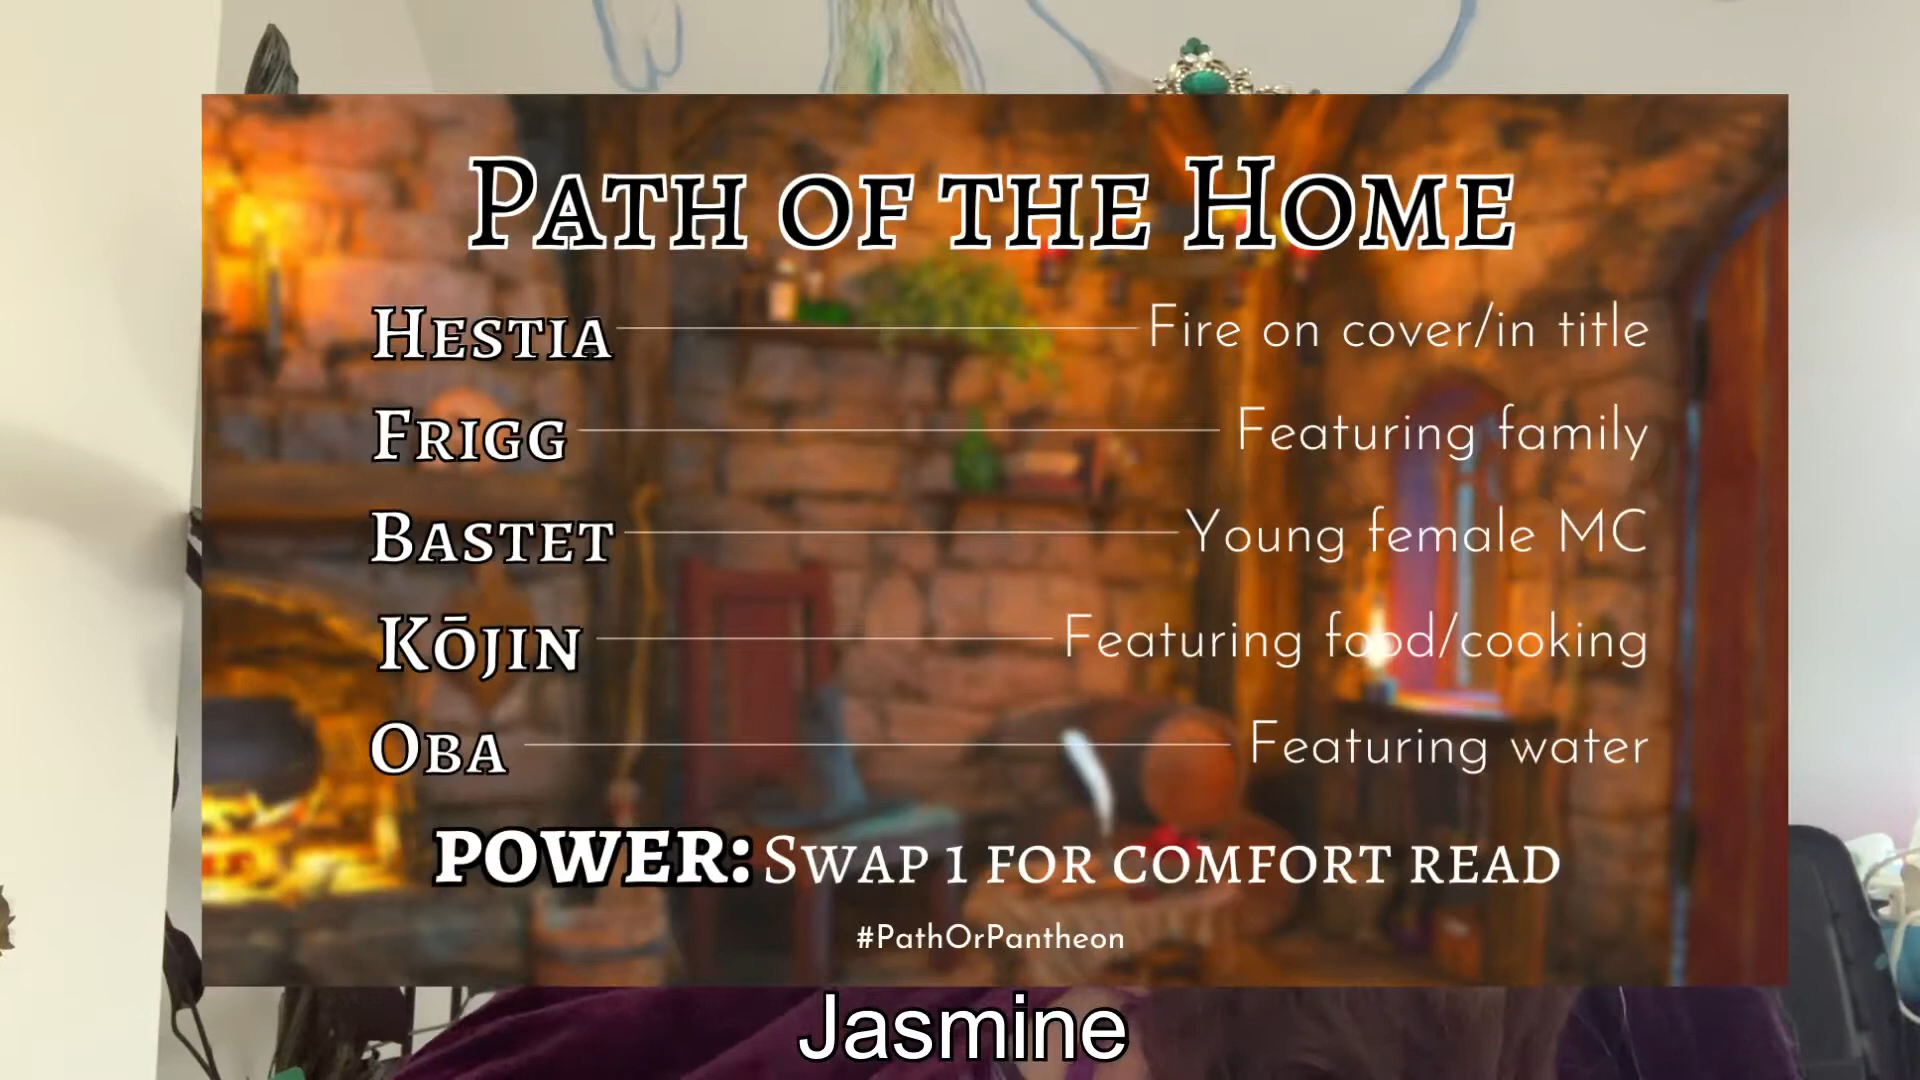 Path of the Home
Hestia Fire on cover/in title
Frigg Featuring family
Bastet Young female MC
Kōjin Featuring food/cooking
Oba Featuring water
POWER: Swap 1 for comfort read
#PathOrPantheon
Jasmine